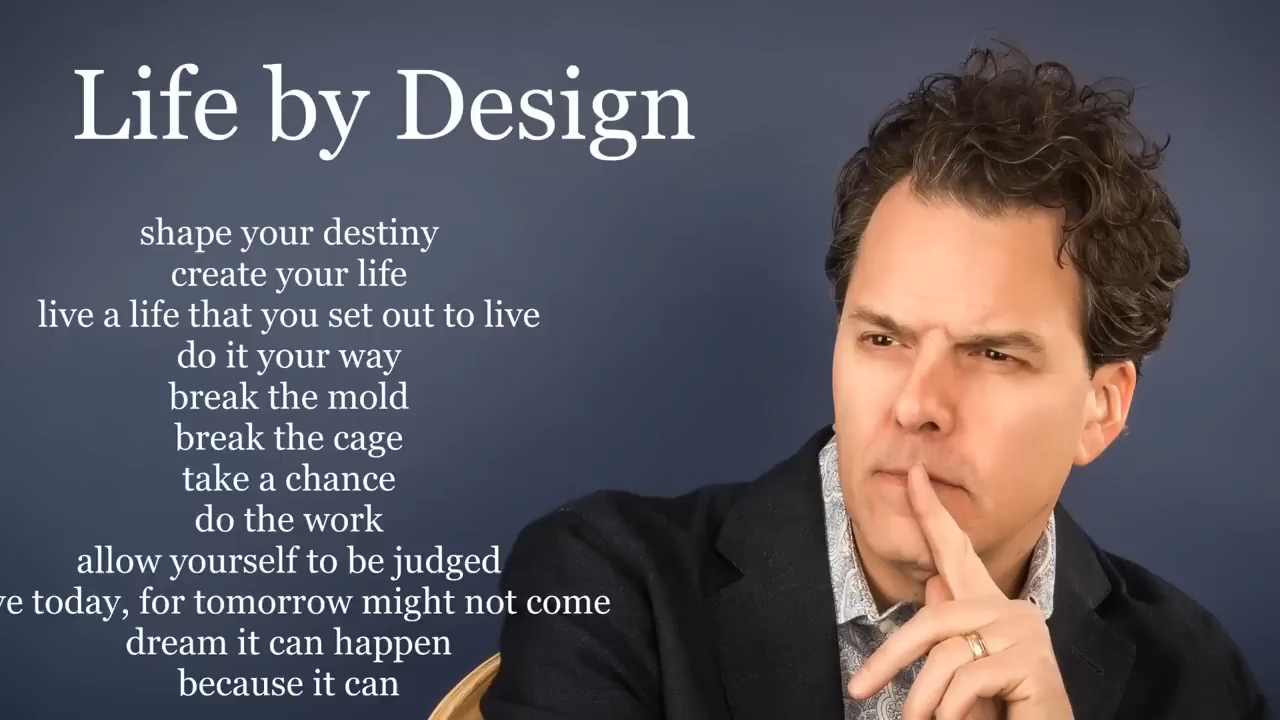 Life by Design
shape your destiny
create your life
live a life that you set out to live
do it your way
break the mold
break the cage
take a chance
do the work
allow yourself to be judged
today, for tomorrow might not come
dream it can happen
because it can